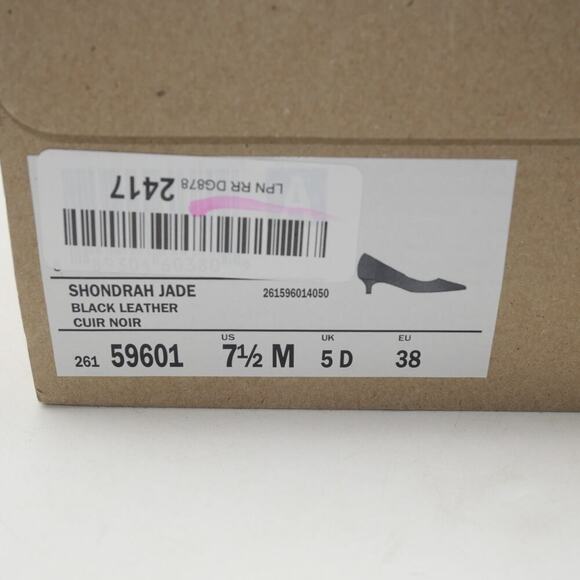 LPN RR DG878 2417
SHONDRAH JADE 261596014050
BLACK LEATHER
CUIR NOIR
US UK EU
261 59601 7½ M 5 D 38